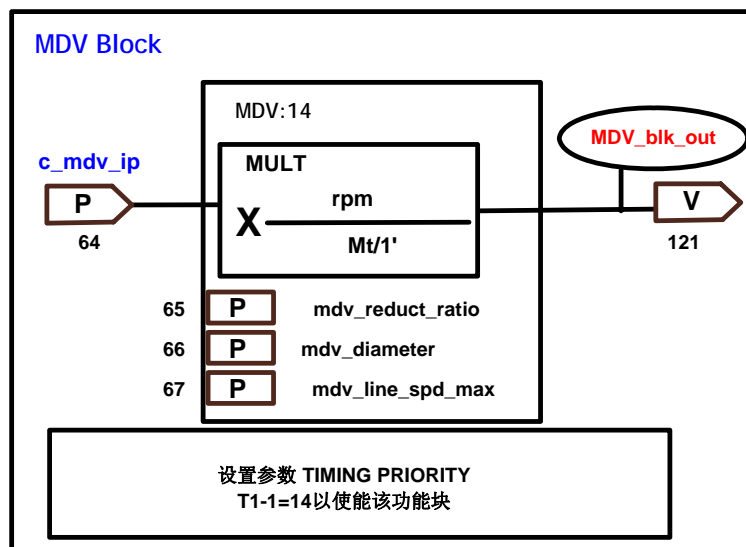 MDV Block
MDV:14
MDV_blk_out
c_mdv_ip
MULT
P
X
rpm
Mt/1'
V
64
121
65 P mdv_reduct_ratio
66 P mdv_diameter
67 P mdv_line_spd_max
设置参数 TIMING PRIORITY
T1-1=14以使能该功能块